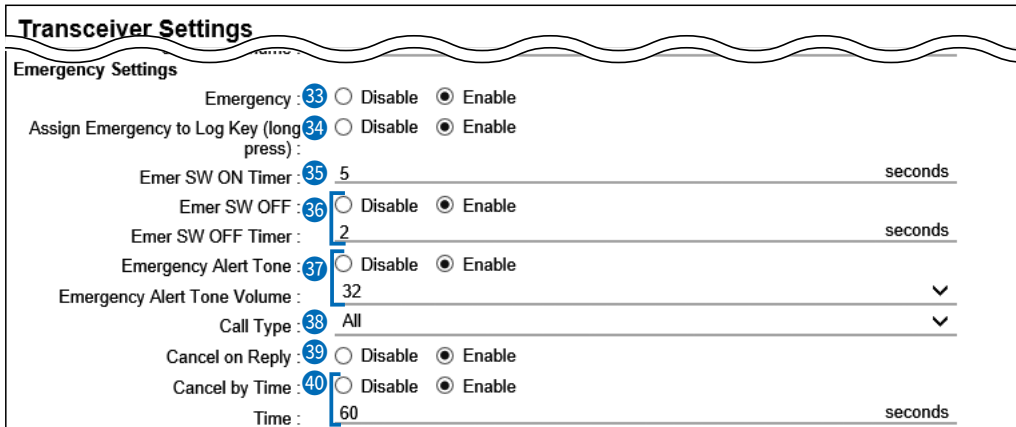 Transceiver Settings
Emergency Settings
Emergency : 33 Disable Enable
Assign Emergency to Log Key (long 34 Disable Enable
press) :
Emer SW ON Timer : 35 5 seconds
Emer SW OFF : 36 Disable Enable
Emer SW OFF Timer : 2 seconds
Emergency Alert Tone : 37 Disable Enable
Emergency Alert Tone Volume : 32
Call Type : 38 All
Cancel on Reply : 39 Disable Enable
Cancel by Time : 40 Disable Enable
Time : 60 seconds